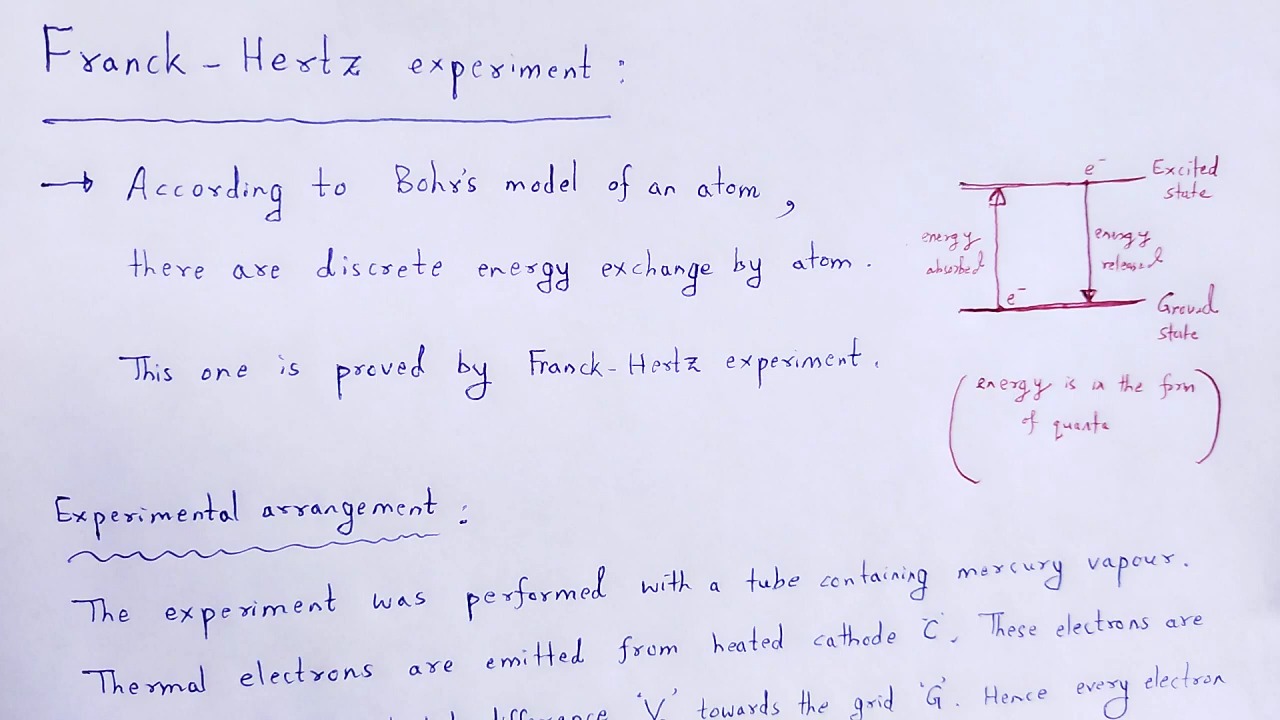 Franck - Hertz experiment :
→ According to Bohr's model of an atom,
there are discrete energy exchange by atom.
This one is proved by Franck-Hertz experiment.
e⁻ Excited
state
energy
absorbed
energy
released
e⁻
Ground
state
(energy is in the form
of quanta)
Experimental arrangement :
The experiment was performed with a tube containing mercury vapour.
Thermal electrons are emitted from heated cathode 'C'. These electrons are
difference 'V' towards the grid 'G'. Hence every electron